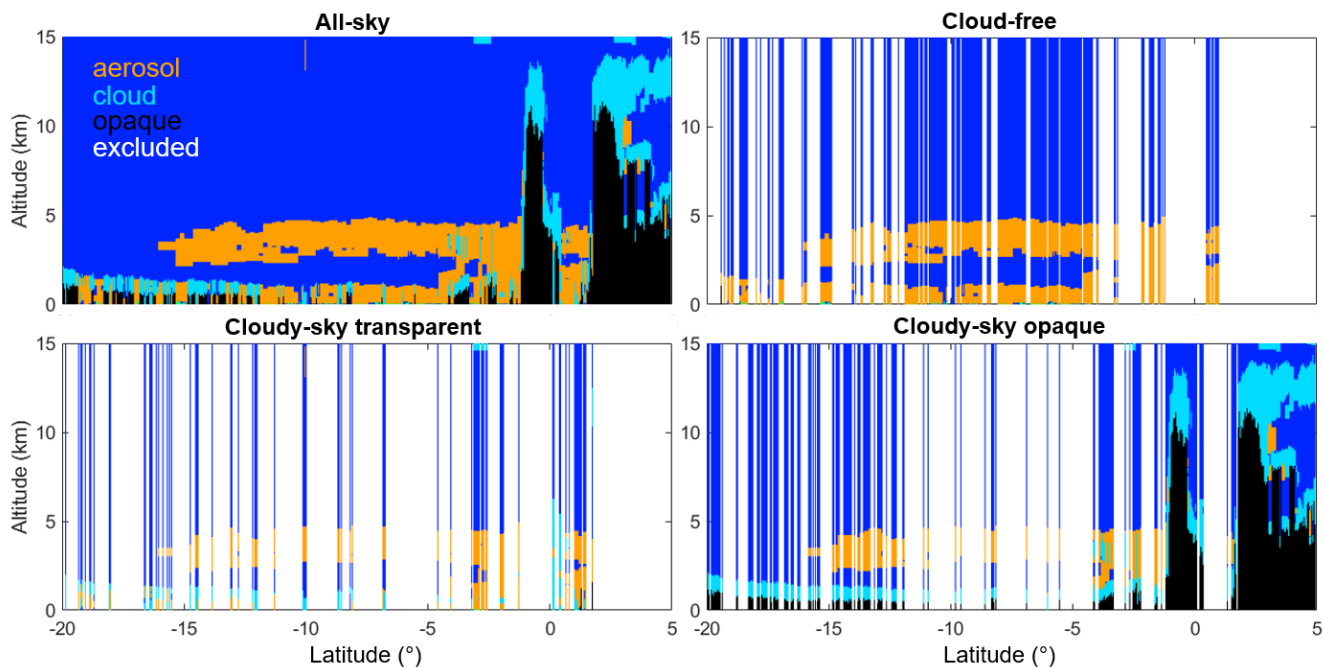 All-sky
Cloud-free
15
aerosol
cloud
opaque
excluded
10
5
0
Altitude (km)
15
10
5
0
Cloudy-sky transparent
Cloudy-sky opaque
15
10
5
0
Altitude (km)
-20
-15
-10
-5
0
Latitude (°)
15
10
5
0
-20
-15
-10
-5
0
5
Latitude (°)